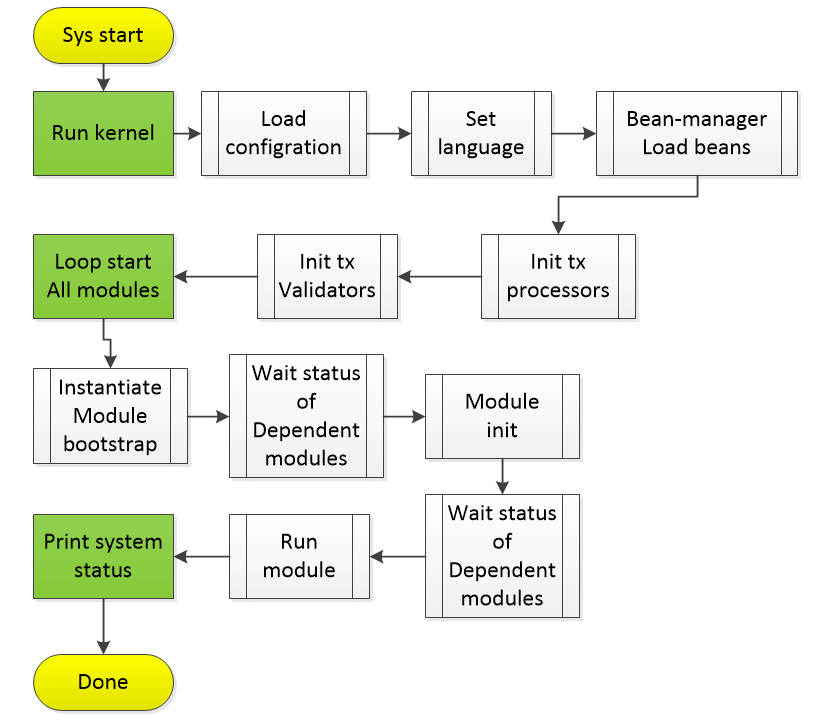 Sys start
Run kernel
Load
configration
Set
language
Bean-manager
Load beans
Init tx
processors
Init tx
Validators
Loop start
All modules
Instantiate
Module
bootstrap
Wait status
of
Dependent
modules
Module
init
Wait status
of
Dependent
modules
Run
module
Print system
status
Done